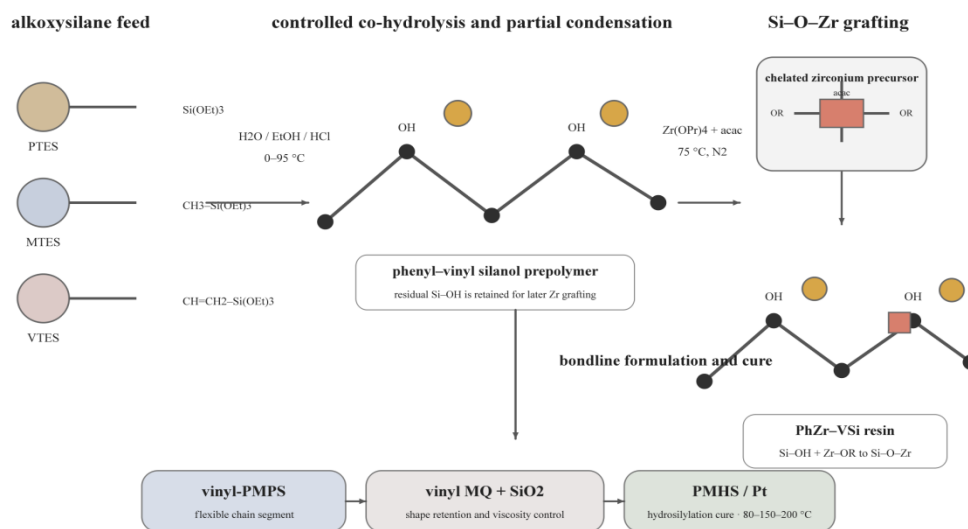 alkoxysilane feed
controlled co-hydrolysis and partial condensation
Si–O–Zr grafting
PTES
Si(OEt)3
MTES
CH3–Si(OEt)3
VTES
CH=CH2–Si(OEt)3
H2O / EtOH / HCl
0–95 °C
OH
OH
phenyl–vinyl silanol prepolymer
residual Si–OH is retained for later Zr grafting
Zr(OPr)4 + acac
75 °C, N2
chelated zirconium precursor
acac
OR
OR
OH
OH
bondline formulation and cure
PhZr–VSi resin
Si–OH + Zr–OR to Si–O–Zr
vinyl-PMPS
flexible chain segment
vinyl MQ + SiO2
shape retention and viscosity control
PMHS / Pt
hydrosilylation cure · 80–150–200 °C